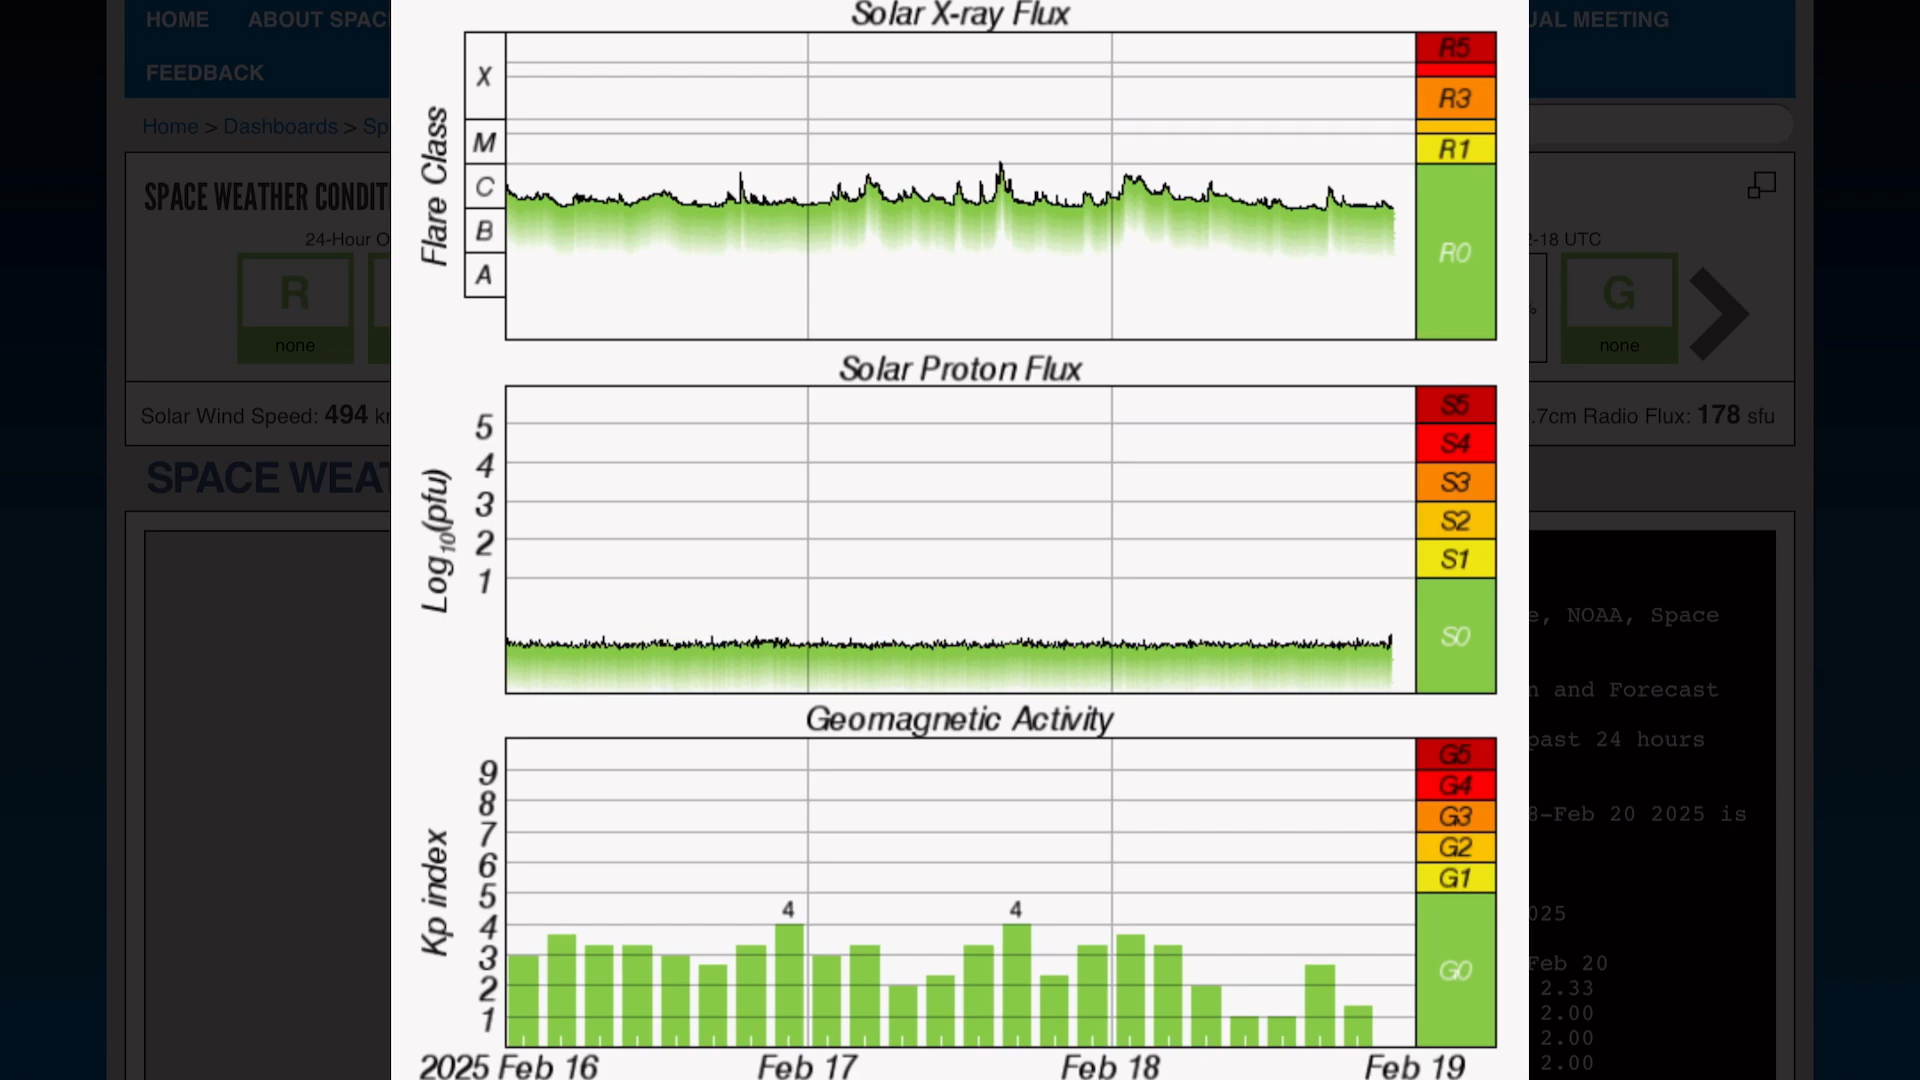 HOME ABOUT SPAC
UAL MEETING
FEEDBACK
Home > Dashboards > Sp
SPACE WEATHER CONDIT
24-Hour O
2-18 UTC
R
none
G
none
%
Solar Wind Speed: 494 k
.7cm Radio Flux: 178 sfu
SPACE WEAT
e, NOAA, Space
n and Forecast
past 24 hours
8-Feb 20 2025 is
025
Feb 20
2.33
2.00
2.00
2.00
Solar X-ray Flux
Flare Class
X
M
C
B
A
R5
R3
R1
R0
Solar Proton Flux
Log10(pfu)
5
4
3
2
1
S5
S4
S3
S2
S1
S0
Geomagnetic Activity
Kp index
9
8
7
6
5
4
3
2
1
4
4
G5
G4
G3
G2
G1
G0
2025 Feb 16 Feb 17 Feb 18 Feb 19